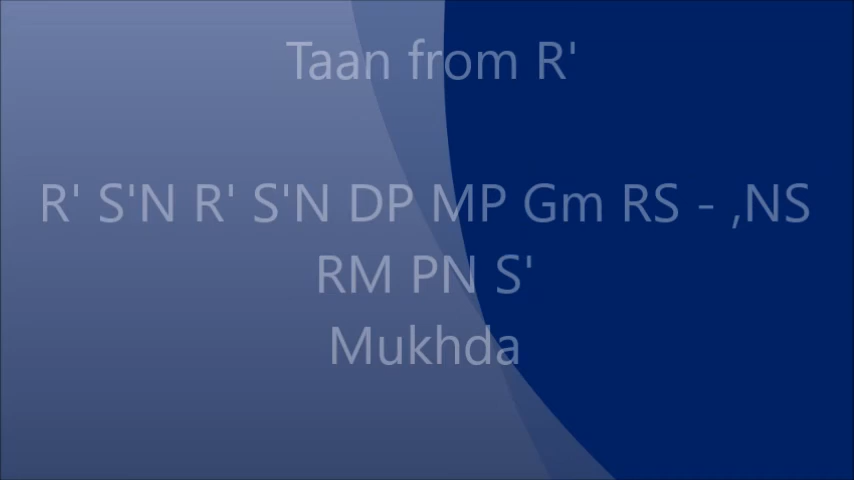 Taan from R'
R' S'N R' S'N DP MP Gm RS - ,NS
RM PN S'
Mukhda